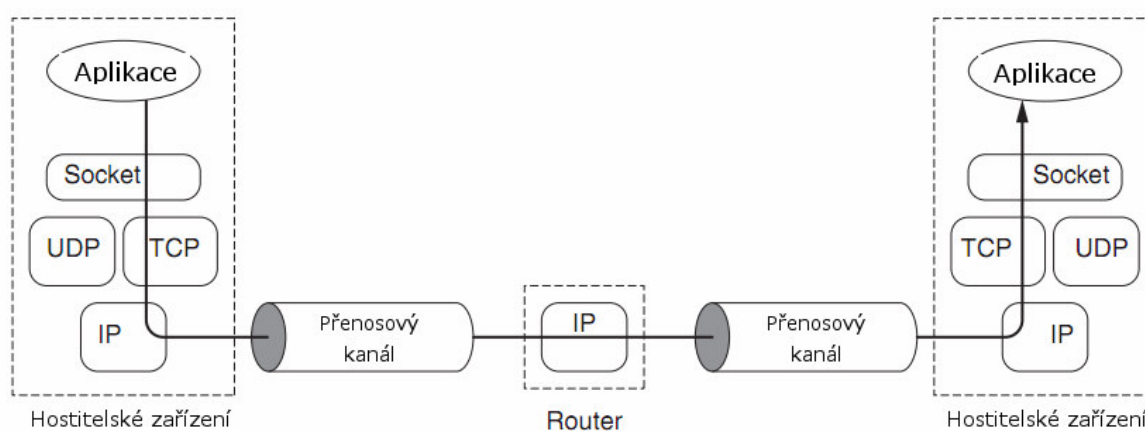 Aplikace
Aplikace
Socket
Socket
UDP
TCP
TCP
UDP
IP
Přenosový
kanál
IP
Přenosový
kanál
IP
Hostitelské zařízení
Router
Hostitelské zařízení